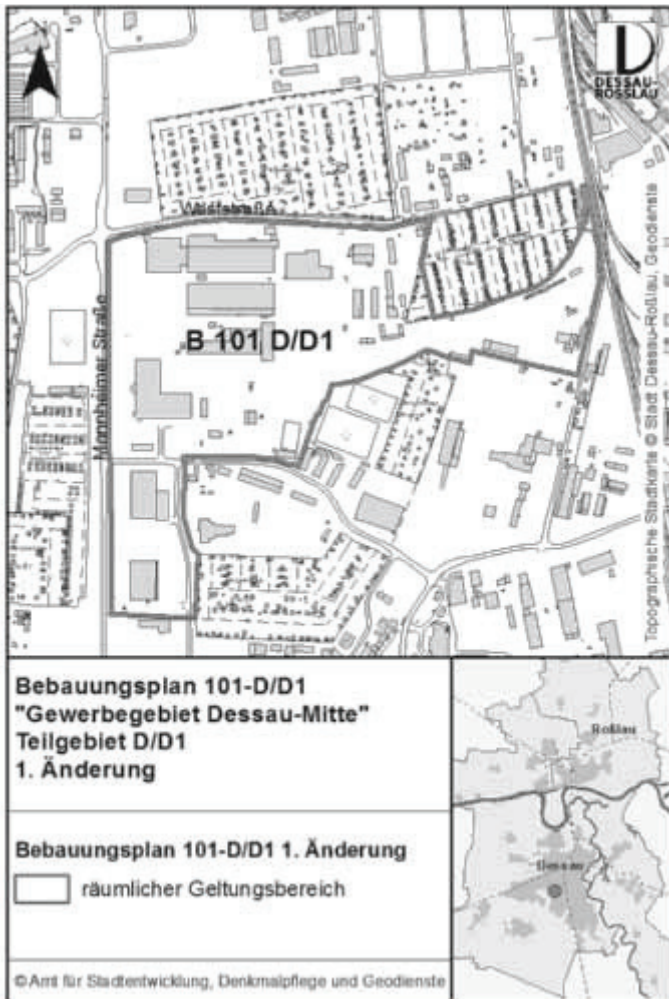 DESSAU
ROSSLAU
B 101 D/D1
Mannheimer Straße
Topographische Stadtkarte © Stadt Dessau-Roßlau, Geodienste
Bebauungsplan 101-D/D1
"Gewerbegebiet Dessau-Mitte"
Teilgebiet D/D1
1. Änderung
Bebauungsplan 101-D/D1 1. Änderung
räumlicher Geltungsbereich
© Amt für Stadtentwicklung, Denkmalpflege und Geodienste
Roßlau
Dessau